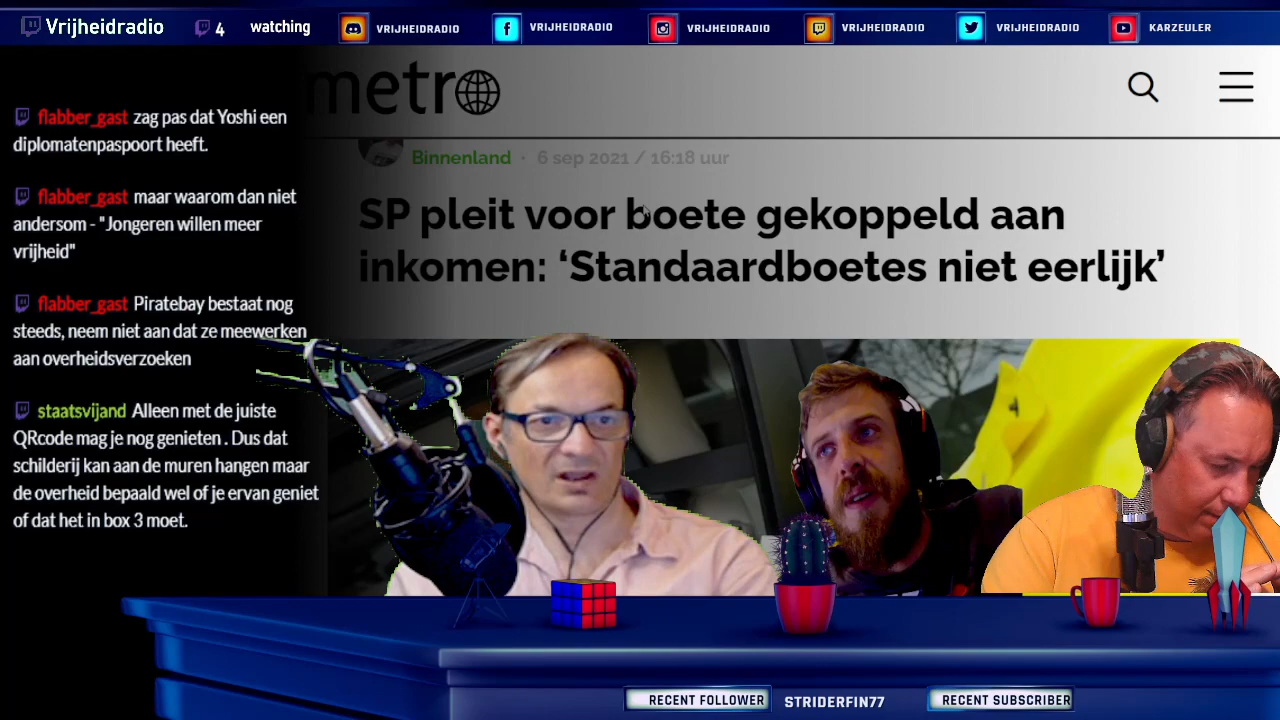 Vrijheidradio
4
watching
VRIJHEIDRADIO
VRIJHEIDRADIO
VRIJHEIDRADIO
VRIJHEIDRADIO
VRIJHEIDRADIO
KARZEULER
metro
flabber_gast zag pas dat Yoshi een
diplomatenpaspoort heeft.
flabber_gast maar waarom dan niet
andersom - "Jongeren willen meer
vrijheid"
flabber_gast Piratebay bestaat nog
steeds, neem niet aan dat ze meewerken
aan overheidsverzoeken
staatsvijand Alleen met de juiste
QRcode mag je nog genieten . Dus dat
schilderij kan aan de muren hangen maar
de overheid bepaald wel of je ervan geniet
of dat het in box 3 moet.
Binnenland · 6 sep 2021 / 16:18 uur
SP pleit voor boete gekoppeld aan
inkomen: ‘Standaardboetes niet eerlijk’
RECENT FOLLOWER
STRIDERFIN77
RECENT SUBSCRIBER